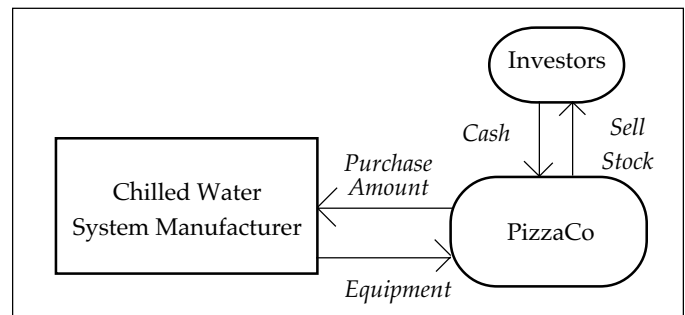 Investors
Cash
Sell
Stock
Purchase
Amount
Chilled Water
System Manufacturer
PizzaCo
Equipment